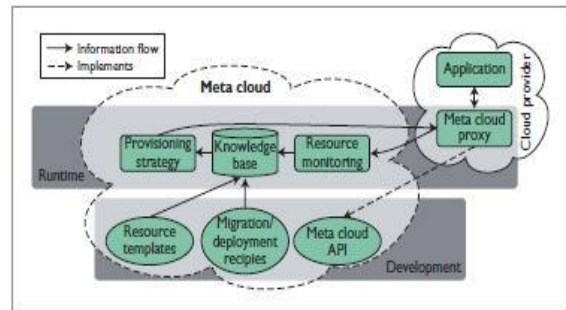 Information flow
Implements
Meta cloud
Application
Meta cloud
proxy
Cloud provider
Provisioning
strategy
Knowledge
base
Resource
monitoring
Runtime
Resource
templates
Migration/
deployment
recipies
Meta cloud
API
Development